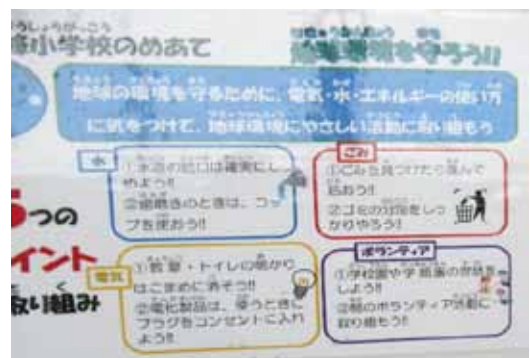 小学校のめあて
地球環境を守ろう!!
地球の環境を守るために、電気・水・エネルギーの使い方
に気をつけて、地球環境にやさしい活動に取り組もう
水
①水道の蛇口は確実にし
めよう!!
②歯磨きのときは、コッ
プを使おう!!
ごみ
①ごみを見つけたら進んで
拾おう!!
②ゴミの分別をしっ
かりやろう!!
5つの
イント
取り組み
電気
①教室・トイレの明かり
はこまめに消そう!!
②電化製品は、使うときに
プラグをコンセントに入れ
よう!!
ボランティア
①学校園や学級園の世話を
しよう!!
②朝のボランティア活動に
取り組もう!!